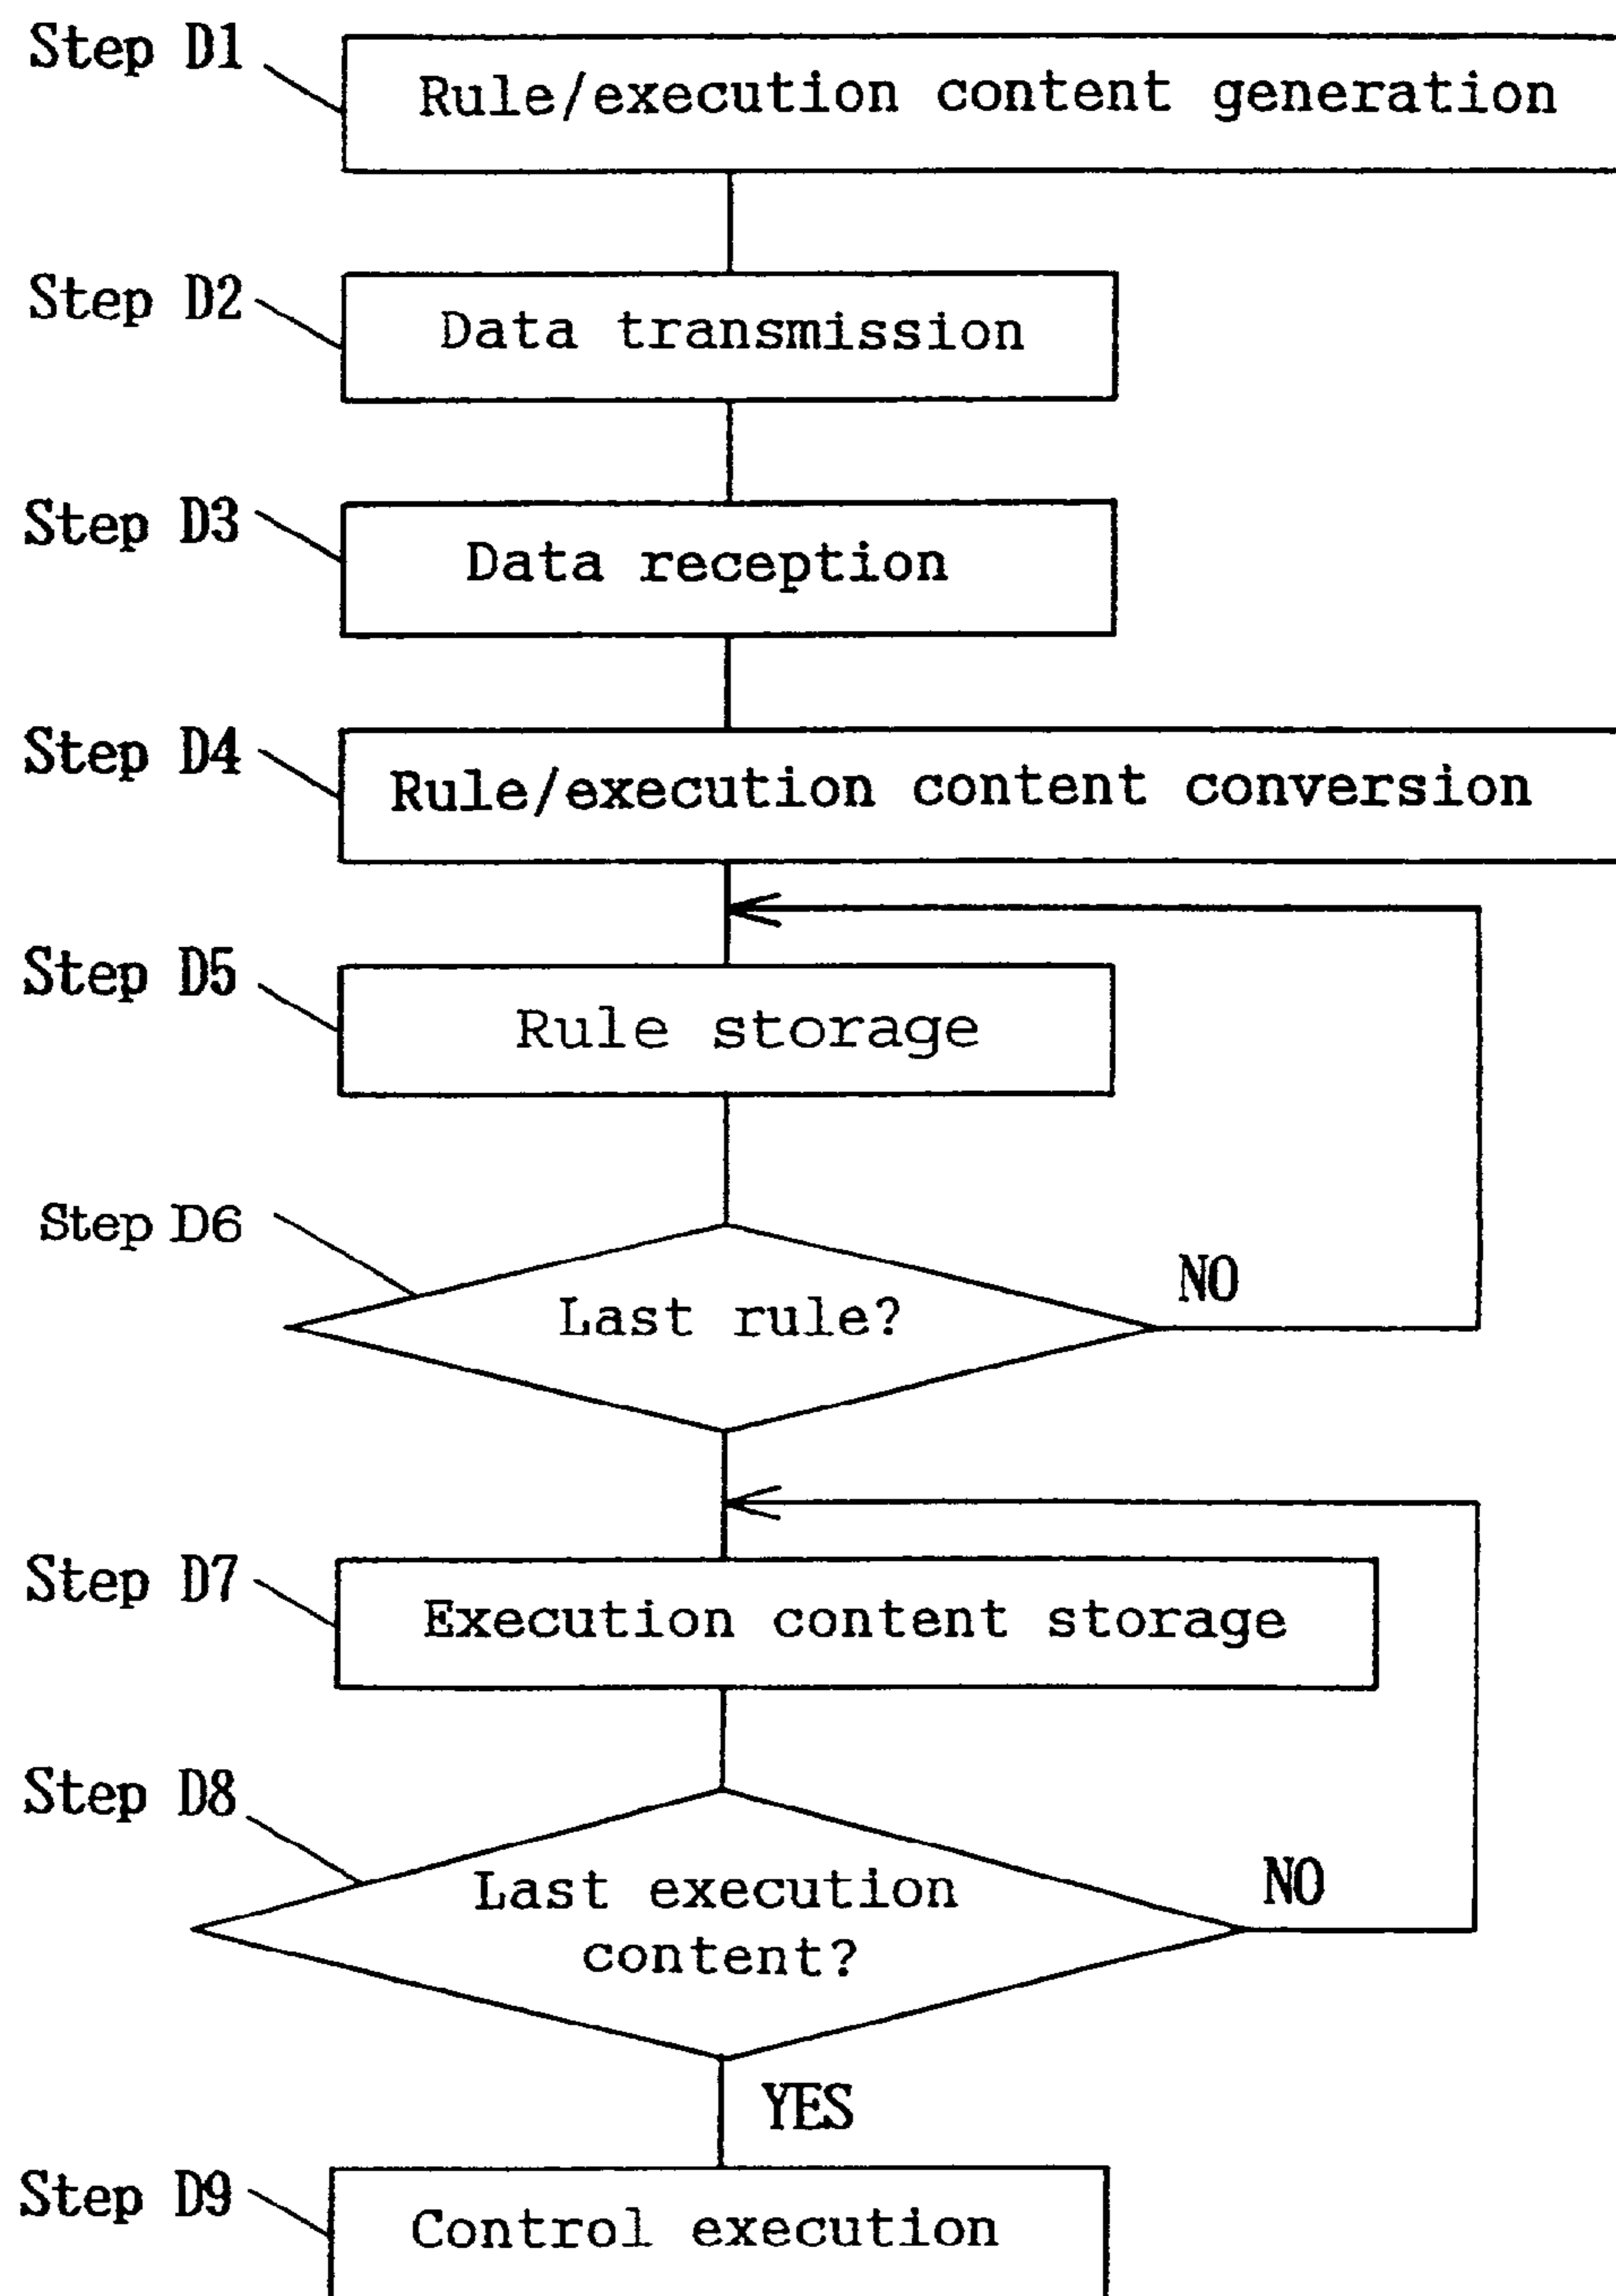 Step D1
Rule/execution content generation
Step D2
Data transmission
Step D3
Data reception
Step D4
Rule/execution content conversion
Step D5
Rule storage
Step D6
Last rule?
NO
Step D7
Execution content storage
Step D8
Last execution
content?
NO
YES
Step D9
Control execution